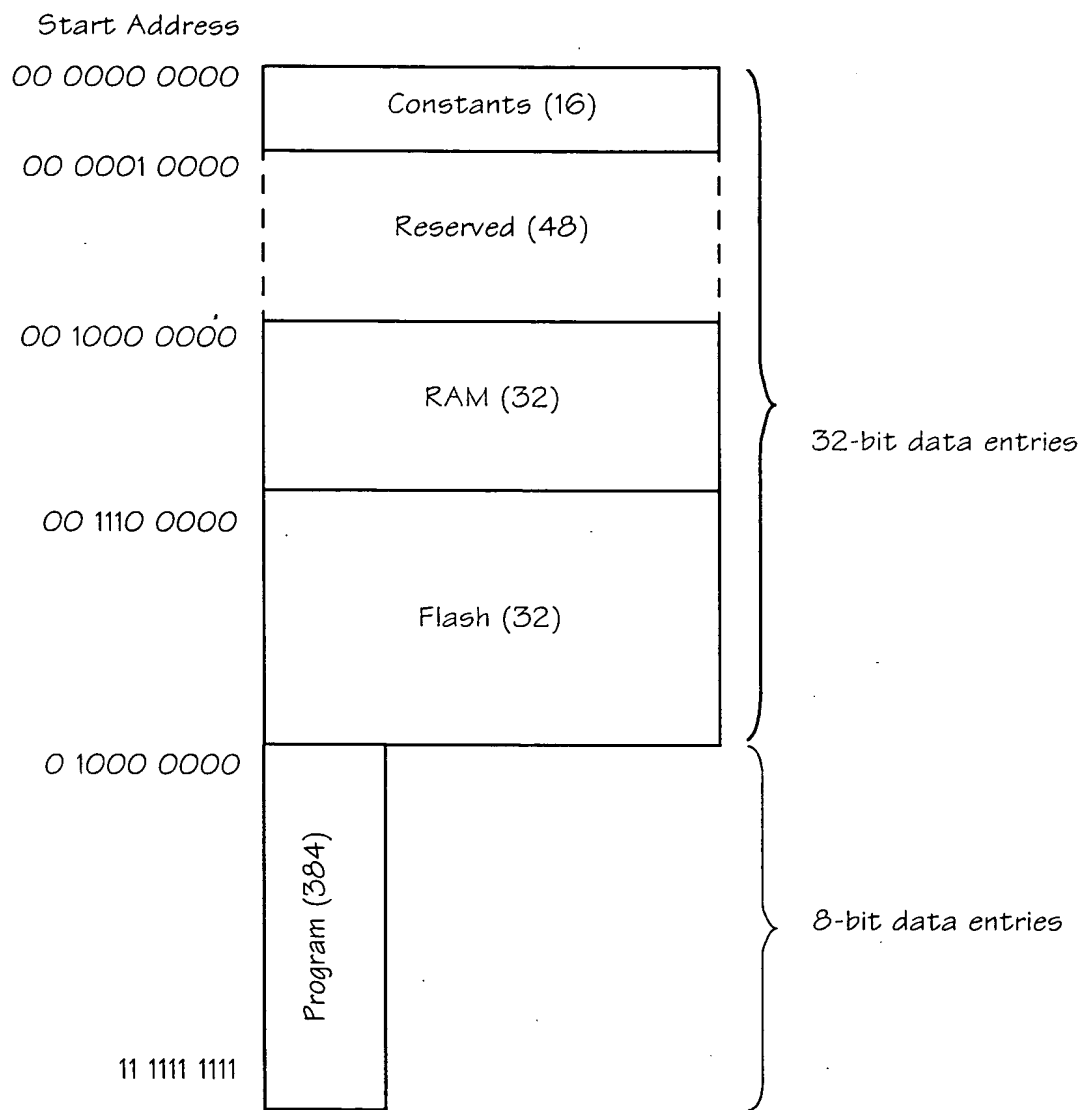 Start Address
00 0000 0000
Constants (16)
00 0001 0000
Reserved (48)
00 1000 0000
RAM (32)
32-bit data entries
00 1110 0000
Flash (32)
0 1000 0000
Program (384)
8-bit data entries
11 1111 1111